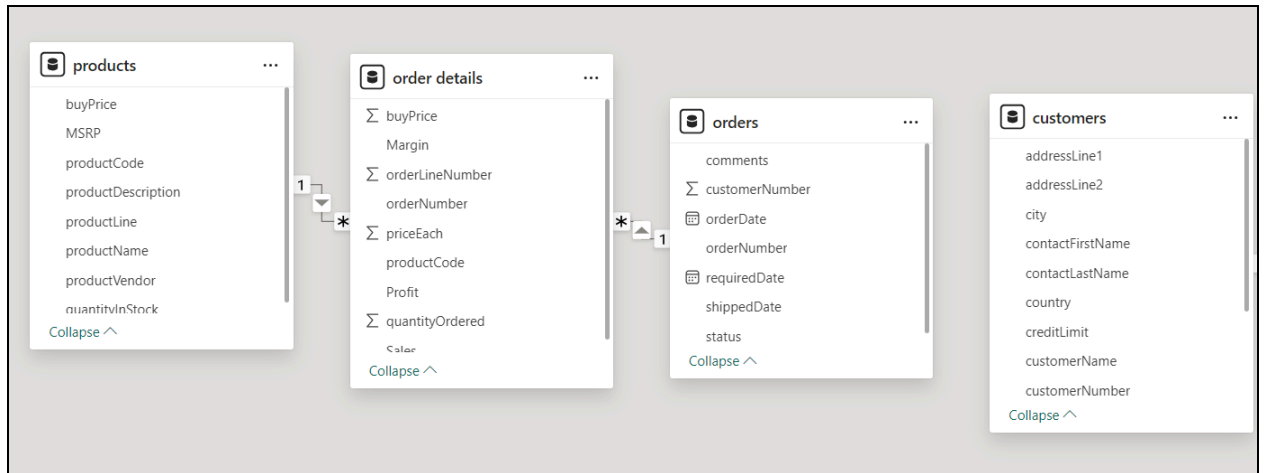 products
...
buyPrice
MSRP
productCode
productDescription
productLine
productName
productVendor
quantityInStock
Collapse
1
*
order details
...
Σ buyPrice
Margin
Σ orderLineNumber
orderNumber
Σ priceEach
productCode
Profit
Σ quantityOrdered
Sales
Collapse
*
1
orders
...
comments
Σ customerNumber
orderDate
orderNumber
requiredDate
shippedDate
status
Collapse
customers
...
addressLine1
addressLine2
city
contactFirstName
contactLastName
country
creditLimit
customerName
customerNumber
Collapse